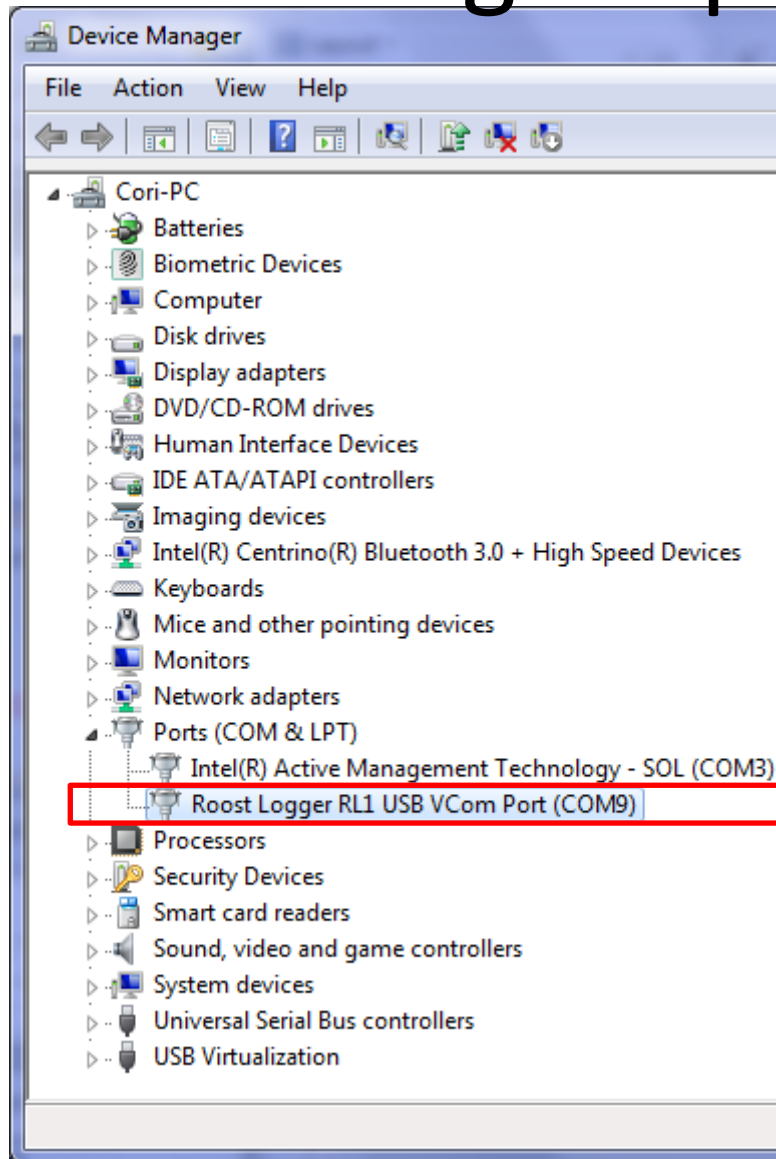 Device Manager
File Action View Help
Cori-PC
Batteries
Biometric Devices
Computer
Disk drives
Display adapters
DVD/CD-ROM drives
Human Interface Devices
IDE ATA/ATAPI controllers
Imaging devices
Intel(R) Centrino(R) Bluetooth 3.0 + High Speed Devices
Keyboards
Mice and other pointing devices
Monitors
Network adapters
Ports (COM & LPT)
Intel(R) Active Management Technology - SOL (COM3)
Roost Logger RL1 USB VCom Port (COM9)
Processors
Security Devices
Smart card readers
Sound, video and game controllers
System devices
Universal Serial Bus controllers
USB Virtualization